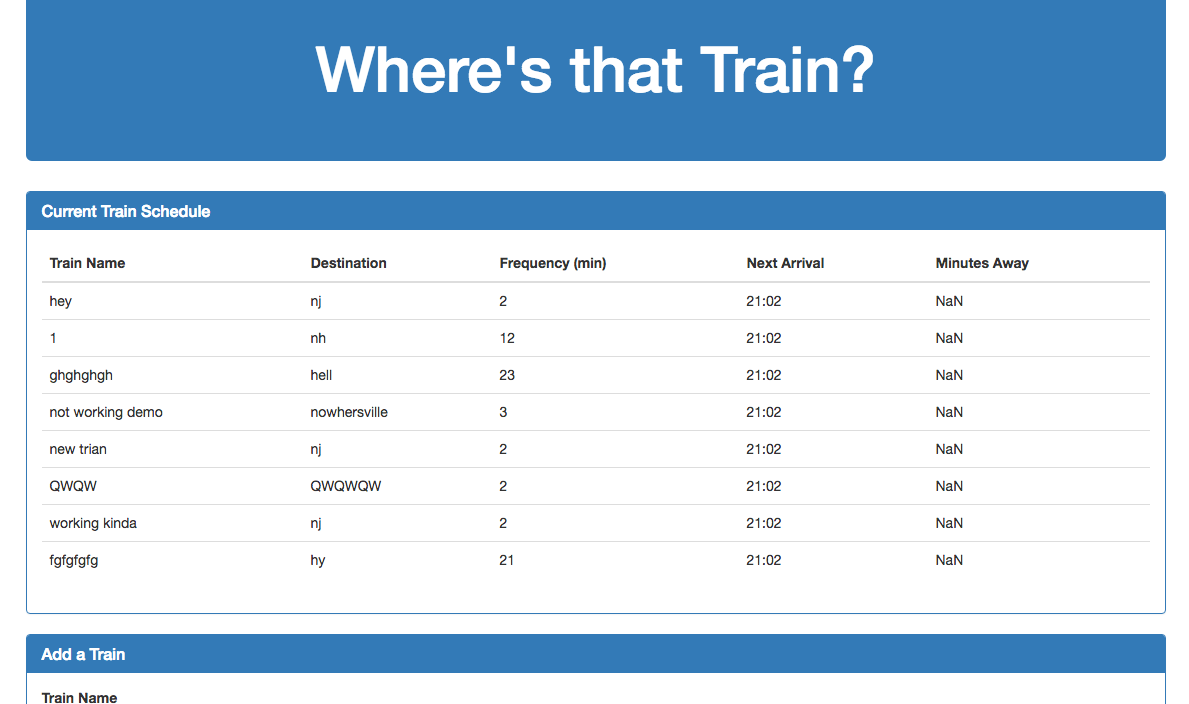 Where's that Train?
Current Train Schedule
Train Name Destination Frequency (min) Next Arrival Minutes Away
hey nj 2 21:02 NaN
1 nh 12 21:02 NaN
ghghghgh hell 23 21:02 NaN
not working demo nowhersville 3 21:02 NaN
new trian nj 2 21:02 NaN
QWQW QWQWQW 2 21:02 NaN
working kinda nj 2 21:02 NaN
fgfgfgfg hy 21 21:02 NaN
Add a Train
Train Name